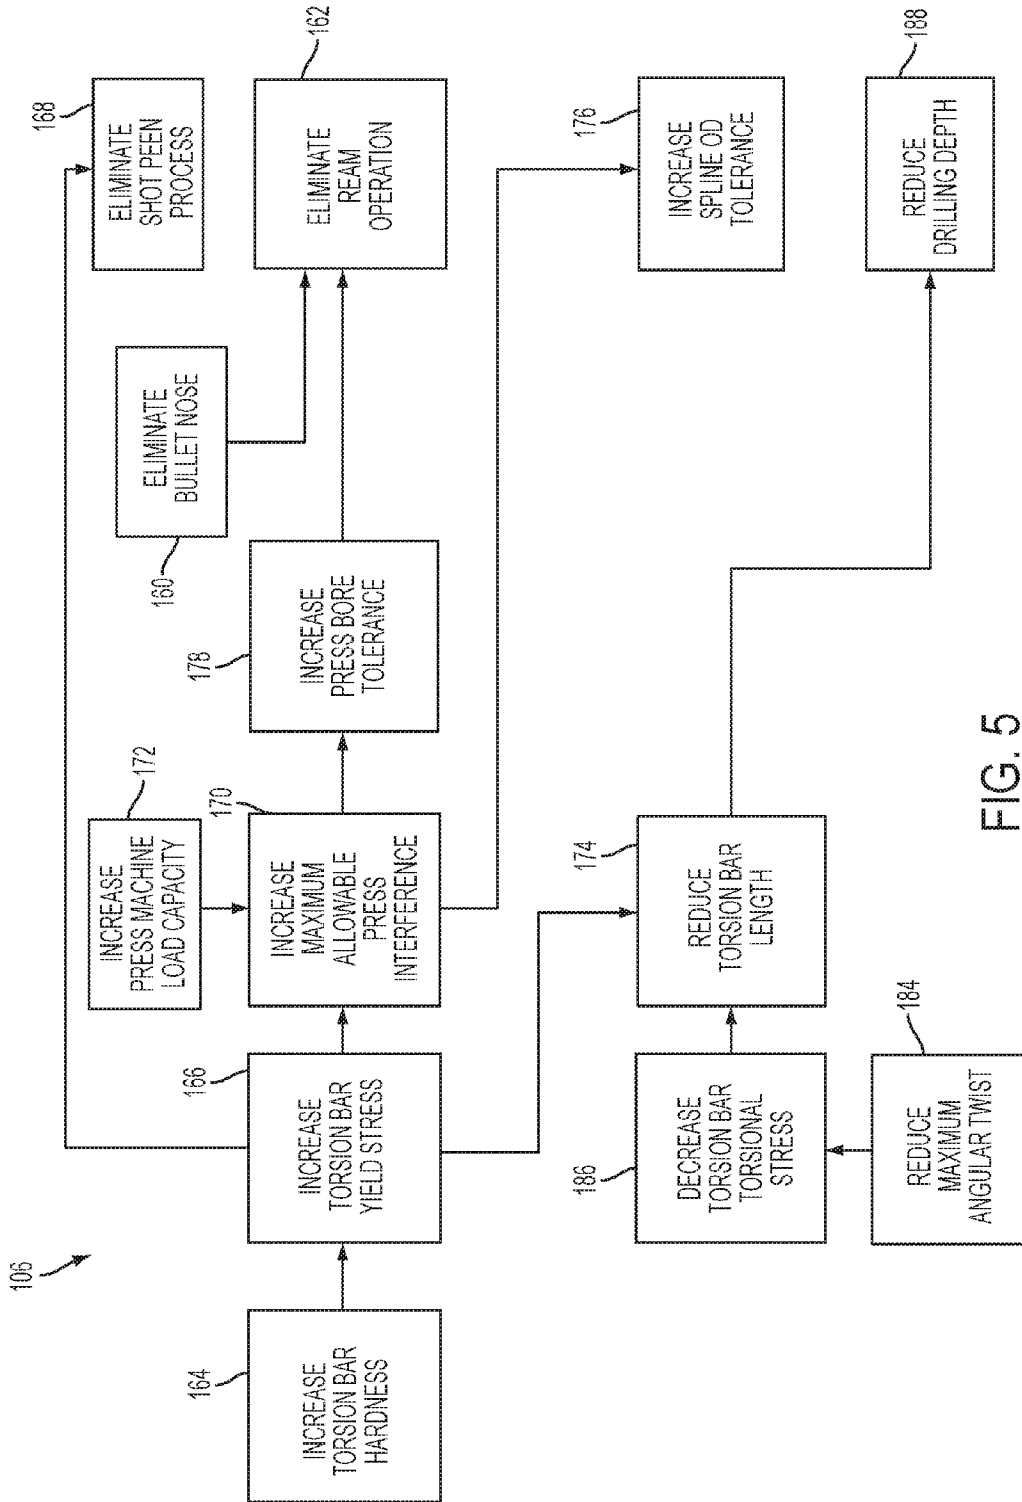 106
164
INCREASE
TORSION BAR
HARDNESS
166
INCREASE
TORSION BAR
YIELD STRESS
172
INCREASE
PRESS MACHINE
LOAD CAPACITY
170
INCREASE
MAXIMUM
ALLOWABLE
PRESS
INTERFERENCE
178
INCREASE
PRESS BORE
TOLERANCE
160
ELIMINATE
BULLET NOSE
168
ELIMINATE
SHOT PEEN
PROCESS
162
ELIMINATE
REAM
OPERATION
176
INCREASE
SPLINE OD
TOLERANCE
186
DECREASE
TORSION BAR
TORSIONAL
STRESS
184
REDUCE
MAXIMUM
ANGULAR TWIST
174
REDUCE
TORSION BAR
LENGTH
188
REDUCE
DRILLING DEPTH
FIG. 5